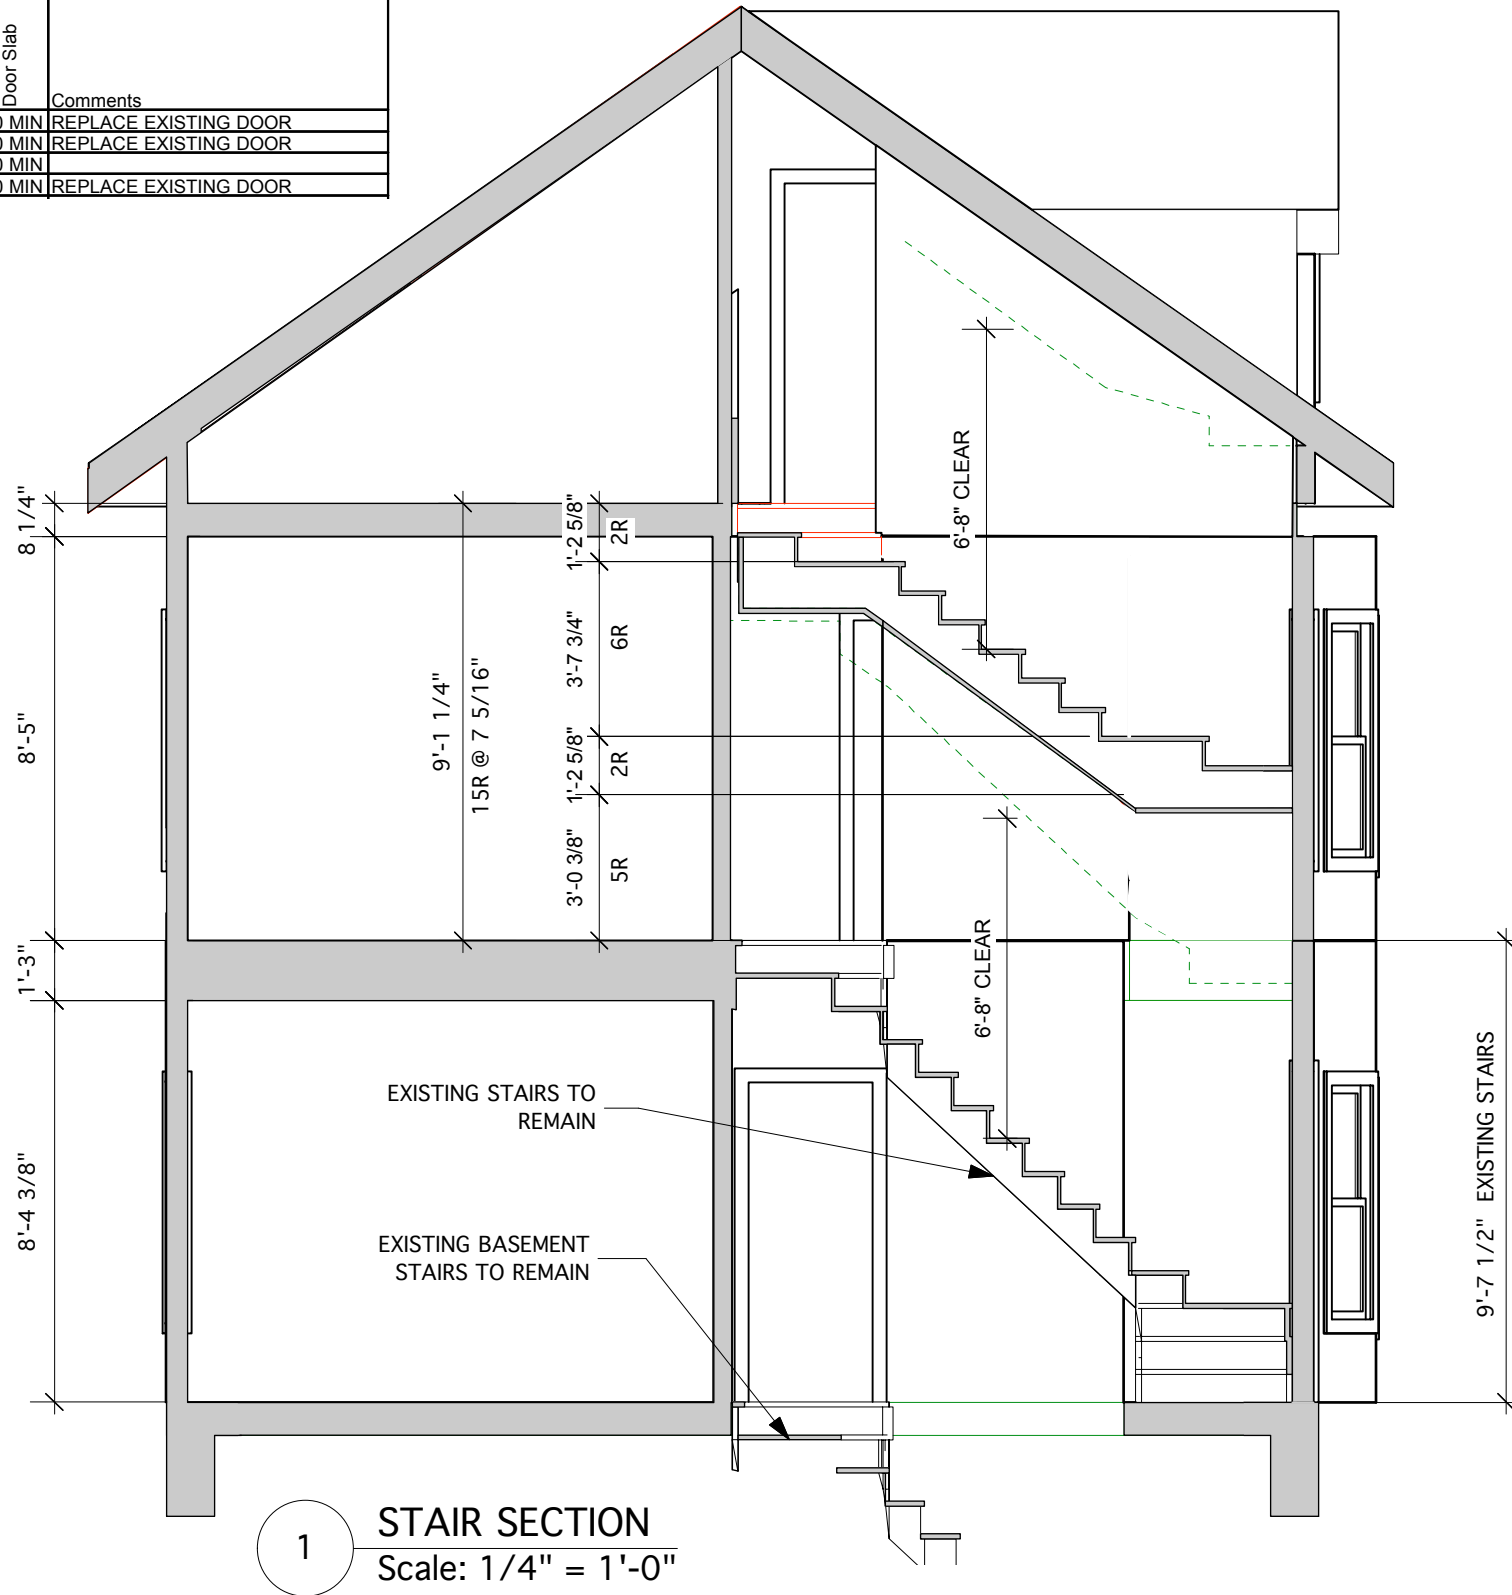 Door Slab
Comments
0 MIN REPLACE EXISTING DOOR
0 MIN REPLACE EXISTING DOOR
0 MIN
0 MIN REPLACE EXISTING DOOR
8 1/4"
8'-5"
1'-3"
8'-4 3/8"
9'-1 1/4"
15R @ 7 5/16"
1'-2 5/8"
2R
3'-7 3/4"
6R
1'-2 5/8"
2R
3'-0 3/8"
5R
6'-8" CLEAR
6'-8" CLEAR
EXISTING STAIRS TO
REMAIN
EXISTING BASEMENT
STAIRS TO REMAIN
9'-7 1/2" EXISTING STAIRS
1
STAIR SECTION
Scale: 1/4" = 1'-0"